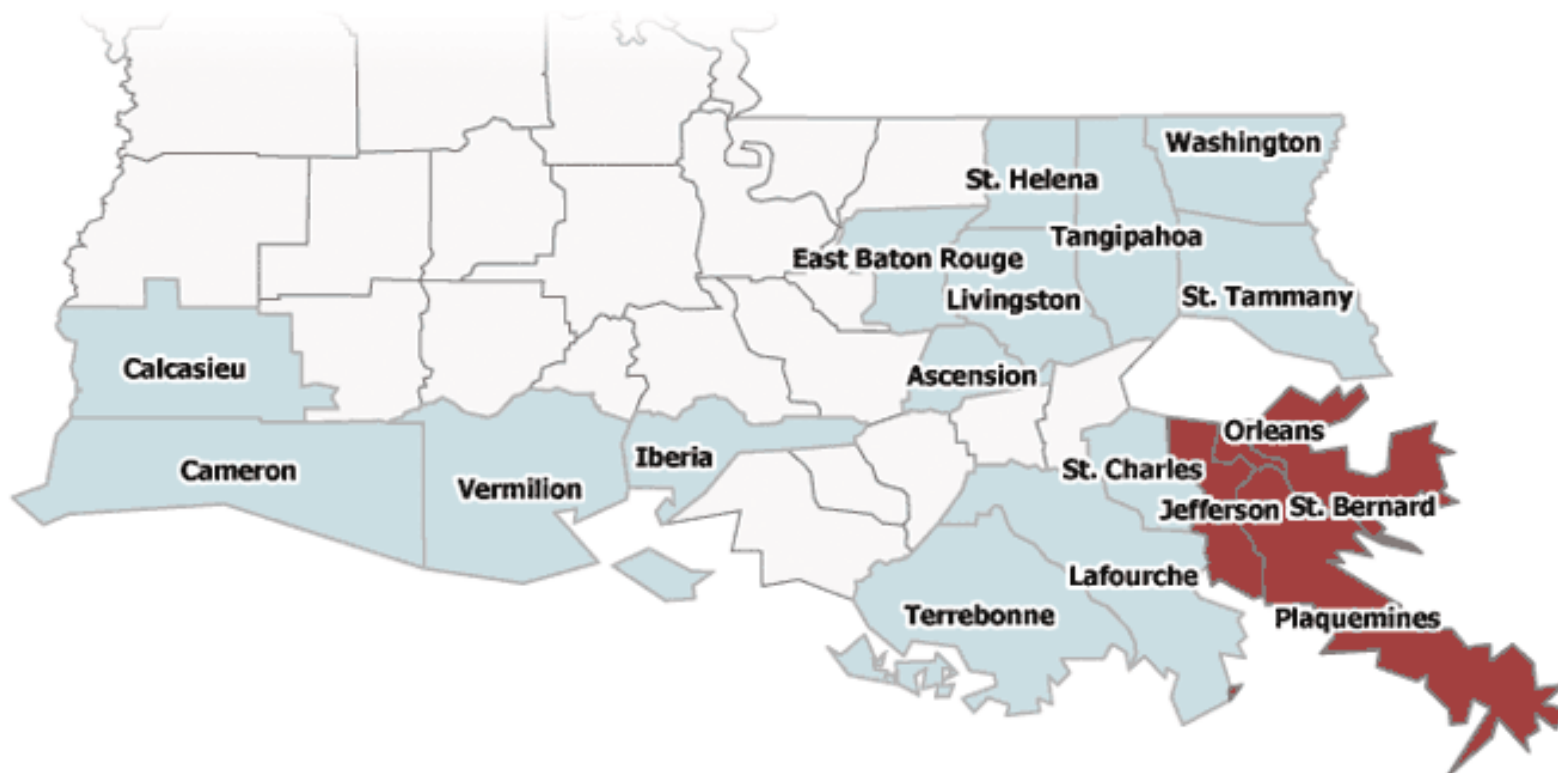 Washington
St. Helena
Tangipahoa
East Baton Rouge
Livingston
St. Tammany
Calcasieu
Ascension
Orleans
Iberia
St. Charles
Cameron
Vermilion
Jefferson
St. Bernard
Lafourche
Terrebonne
Plaquemines